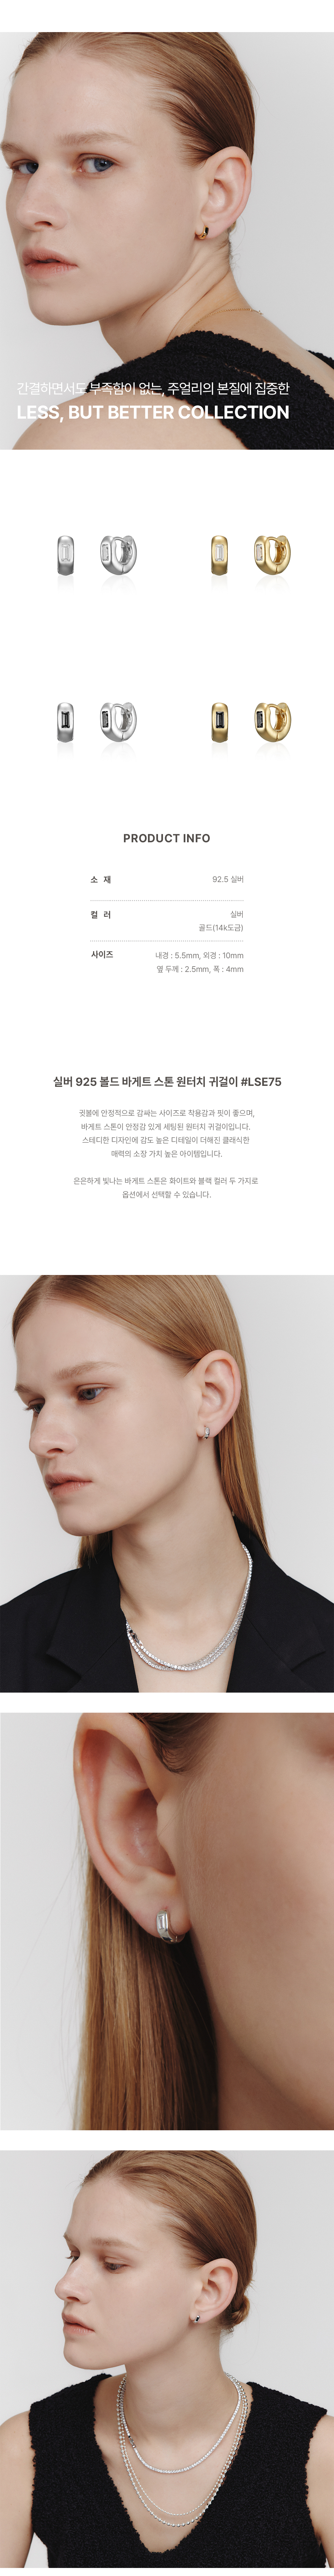 간결하면서도 부족함이 없는, 주얼리의 본질에 집중한
LESS, BUT BETTER COLLECTION
PRODUCT INFO
소 재 92.5 실버
컬 러 실버
골드(14k도금)
사이즈 내경 : 5.5mm, 외경 : 10mm
옆 두께 : 2.5mm, 폭 : 4mm
실버 925 볼드 바게트 스톤 원터치 귀걸이 #LSE75
귓볼에 안정적으로 감싸는 사이즈로 착용감과 핏이 좋으며,
바게트 스톤이 안정감 있게 세팅된 원터치 귀걸이입니다.
스테디한 디자인에 감도 높은 디테일이 더해진 클래식한
매력의 소장 가치 높은 아이템입니다.
은은하게 빛나는 바게트 스톤은 화이트와 블랙 컬러 두 가지로
옵션에서 선택할 수 있습니다.